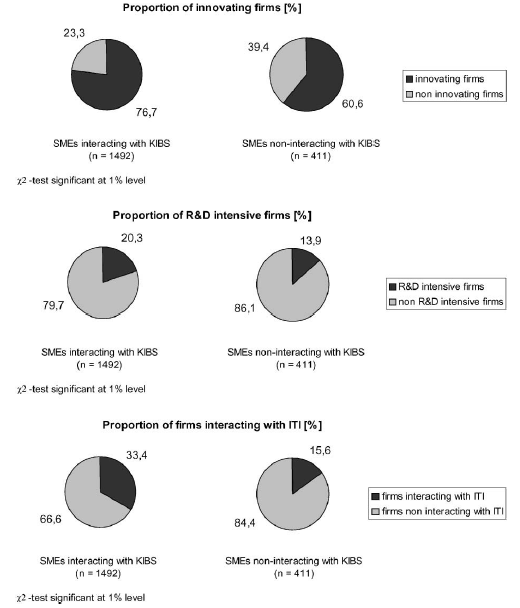 Proportion of innovating firms [%]
23,3
76,7
39,4
60,6
innovating firms
non innovating firms
SMEs interacting with KIBS
(n = 1492)
SMEs non-interacting with KIBS
(n = 411)
χ2 -test significant at 1% level
Proportion of R&D intensive firms [%]
20,3
79,7
13,9
86,1
R&D intensive firms
non R&D intensive firms
SMEs interacting with KIBS
(n = 1492)
SMEs non-interacting with KIBS
(n = 411)
χ2 -test significant at 1% level
Proportion of firms interacting with ITI [%]
33,4
66,6
15,6
84,4
firms interacting with ITI
firms non interacting with ITI
SMEs interacting with KIBS
(n = 1492)
SMEs non-interacting with KIBS
(n = 411)
χ2 -test significant at 1% level